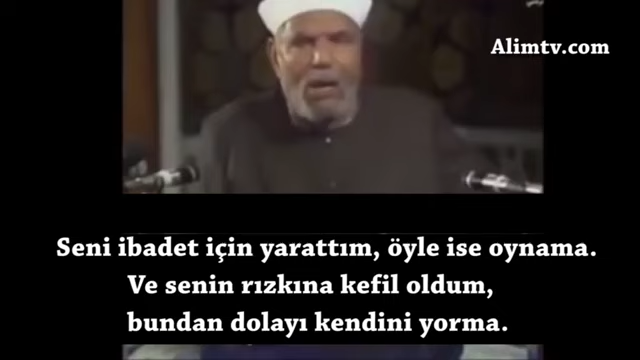 Alimtv.com
Seni ibadet için yarattım, öyle ise oynama.
Ve senin rızkına kefil oldum,
bundan dolayı kendini yorma.